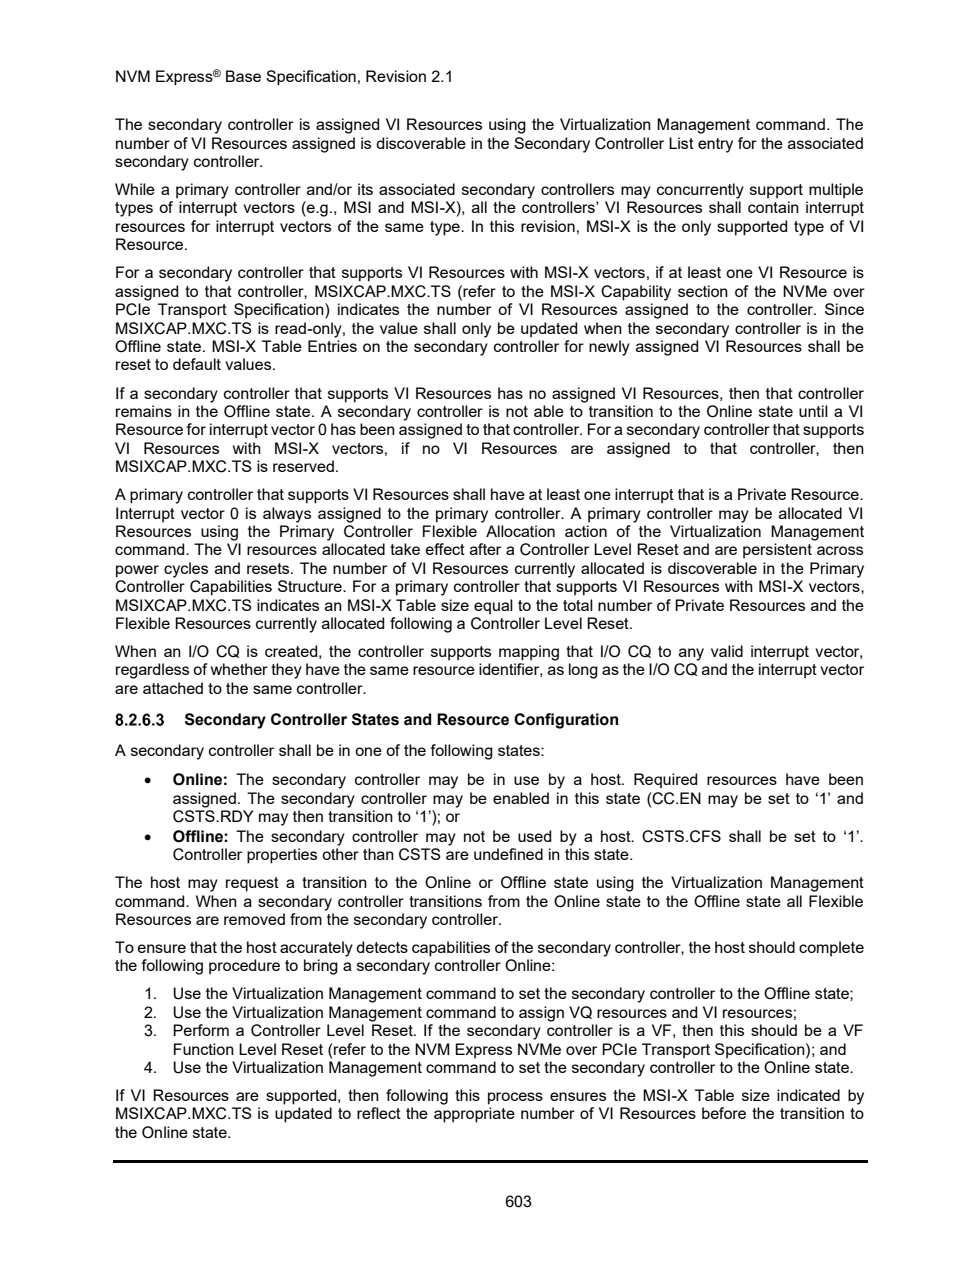 NVM Express® Base Specification, Revision 2.1
The secondary controller is assigned VI Resources using the Virtualization Management command. The
number of VI Resources assigned is discoverable in the Secondary Controller List entry for the associated
secondary controller.
While a primary controller and/or its associated secondary controllers may concurrently support multiple
types of interrupt vectors (e.g., MSI and MSI-X), all the controllers’ VI Resources shall contain interrupt
resources for interrupt vectors of the same type. In this revision, MSI-X is the only supported type of VI
Resource.
For a secondary controller that supports VI Resources with MSI-X vectors, if at least one VI Resource is
assigned to that controller, MSIXCAP.MXC.TS (refer to the MSI-X Capability section of the NVMe over
PCIe Transport Specification) indicates the number of VI Resources assigned to the controller. Since
MSIXCAP.MXC.TS is read-only, the value shall only be updated when the secondary controller is in the
Offline state. MSI-X Table Entries on the secondary controller for newly assigned VI Resources shall be
reset to default values.
If a secondary controller that supports VI Resources has no assigned VI Resources, then that controller
remains in the Offline state. A secondary controller is not able to transition to the Online state until a VI
Resource for interrupt vector 0 has been assigned to that controller. For a secondary controller that supports
VI Resources with MSI-X vectors, if no VI Resources are assigned to that controller, then
MSIXCAP.MXC.TS is reserved.
A primary controller that supports VI Resources shall have at least one interrupt that is a Private Resource.
Interrupt vector 0 is always assigned to the primary controller. A primary controller may be allocated VI
Resources using the Primary Controller Flexible Allocation action of the Virtualization Management
command. The VI resources allocated take effect after a Controller Level Reset and are persistent across
power cycles and resets. The number of VI Resources currently allocated is discoverable in the Primary
Controller Capabilities Structure. For a primary controller that supports VI Resources with MSI-X vectors,
MSIXCAP.MXC.TS indicates an MSI-X Table size equal to the total number of Private Resources and the
Flexible Resources currently allocated following a Controller Level Reset.
When an I/O CQ is created, the controller supports mapping that I/O CQ to any valid interrupt vector,
regardless of whether they have the same resource identifier, as long as the I/O CQ and the interrupt vector
are attached to the same controller.
8.2.6.3 Secondary Controller States and Resource Configuration
A secondary controller shall be in one of the following states:
• Online: The secondary controller may be in use by a host. Required resources have been
assigned. The secondary controller may be enabled in this state (CC.EN may be set to ‘1’ and
CSTS.RDY may then transition to ‘1’); or
• Offline: The secondary controller may not be used by a host. CSTS.CFS shall be set to ‘1’.
Controller properties other than CSTS are undefined in this state.
The host may request a transition to the Online or Offline state using the Virtualization Management
command. When a secondary controller transitions from the Online state to the Offline state all Flexible
Resources are removed from the secondary controller.
To ensure that the host accurately detects capabilities of the secondary controller, the host should complete
the following procedure to bring a secondary controller Online:
1. Use the Virtualization Management command to set the secondary controller to the Offline state;
2. Use the Virtualization Management command to assign VQ resources and VI resources;
3. Perform a Controller Level Reset. If the secondary controller is a VF, then this should be a VF
Function Level Reset (refer to the NVM Express NVMe over PCIe Transport Specification); and
4. Use the Virtualization Management command to set the secondary controller to the Online state.
If VI Resources are supported, then following this process ensures the MSI-X Table size indicated by
MSIXCAP.MXC.TS is updated to reflect the appropriate number of VI Resources before the transition to
the Online state.
603